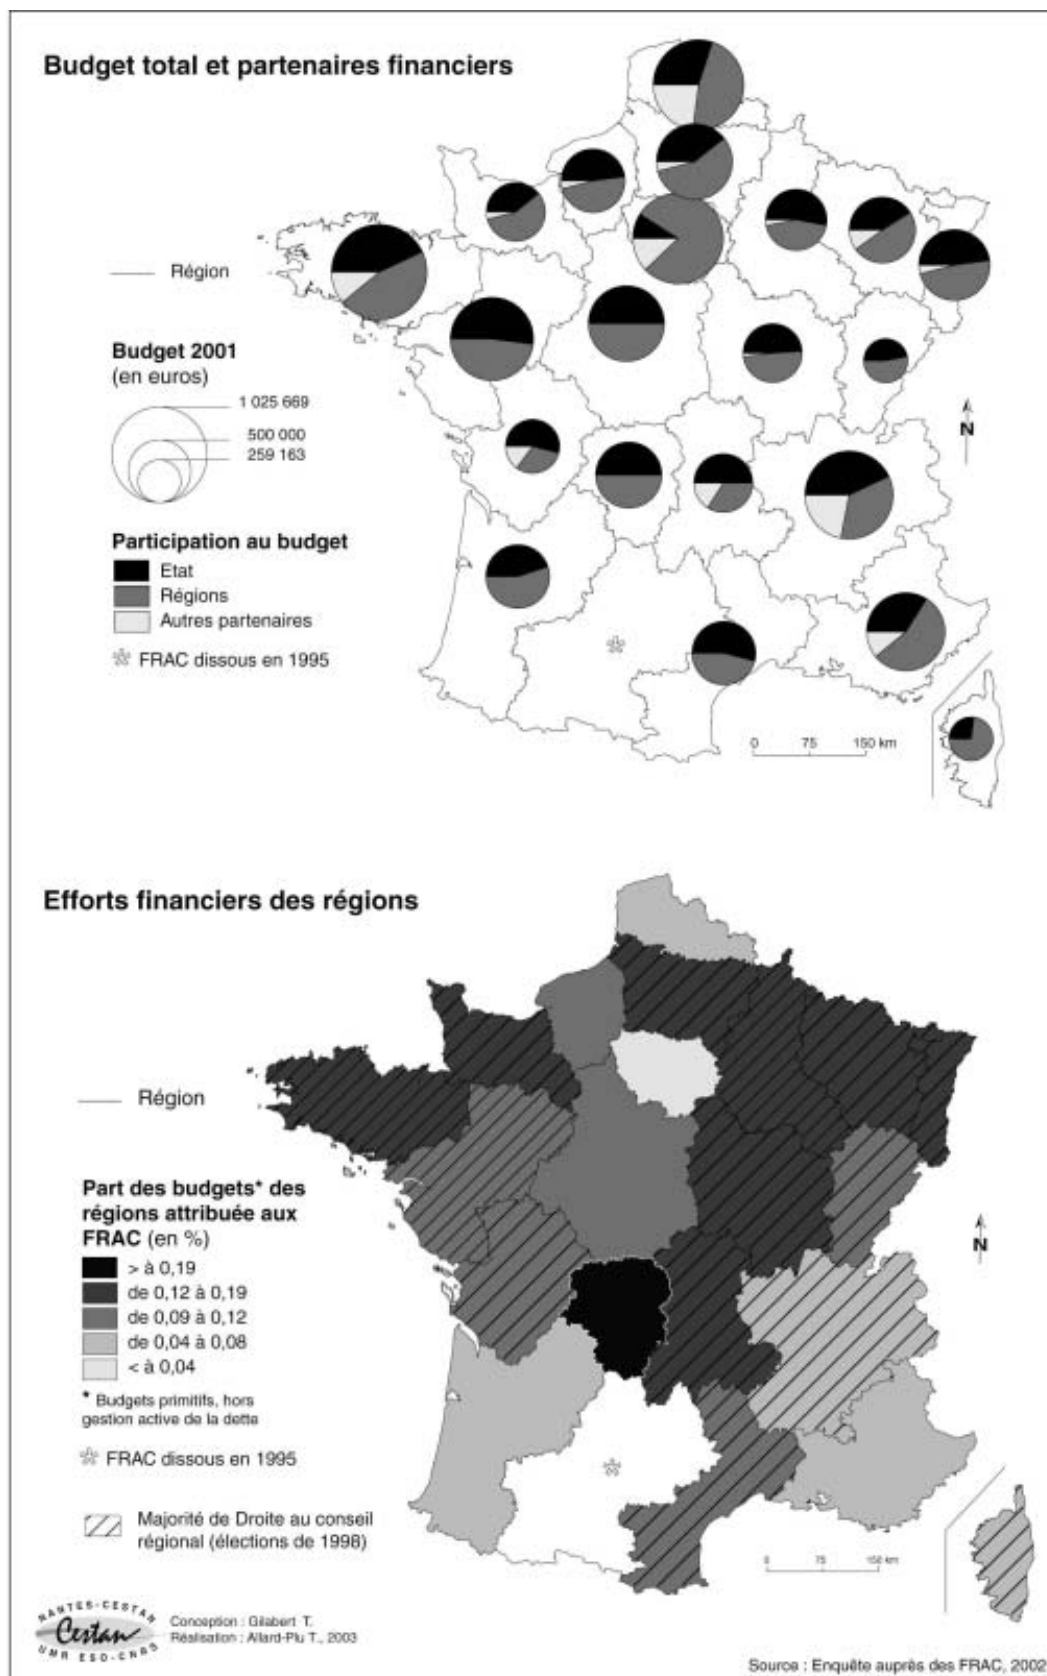 Budget total et partenaires financiers
Région
Budget 2001
(en euros)
1 025 669
500 000
259 163
Participation au budget
Etat
Régions
Autres partenaires
FRAC dissous en 1995
N
0 75 150 km
Efforts financiers des régions
Région
Part des budgets* des
régions attribuée aux
FRAC (en %)
> à 0,19
de 0,12 à 0,19
de 0,09 à 0,12
de 0,04 à 0,08
< à 0,04
* Budgets primitifs, hors
gestion active de la dette
FRAC dissous en 1995
Majorité de Droite au conseil
régional (élections de 1998)
N
0 75 150 km
NANTES-CESTAN
Cestan
UMR ESO-CNRS
Conception : Gilabert T.
Réalisation : Allard-Plu T., 2003
Source : Enquête auprès des FRAC, 2002